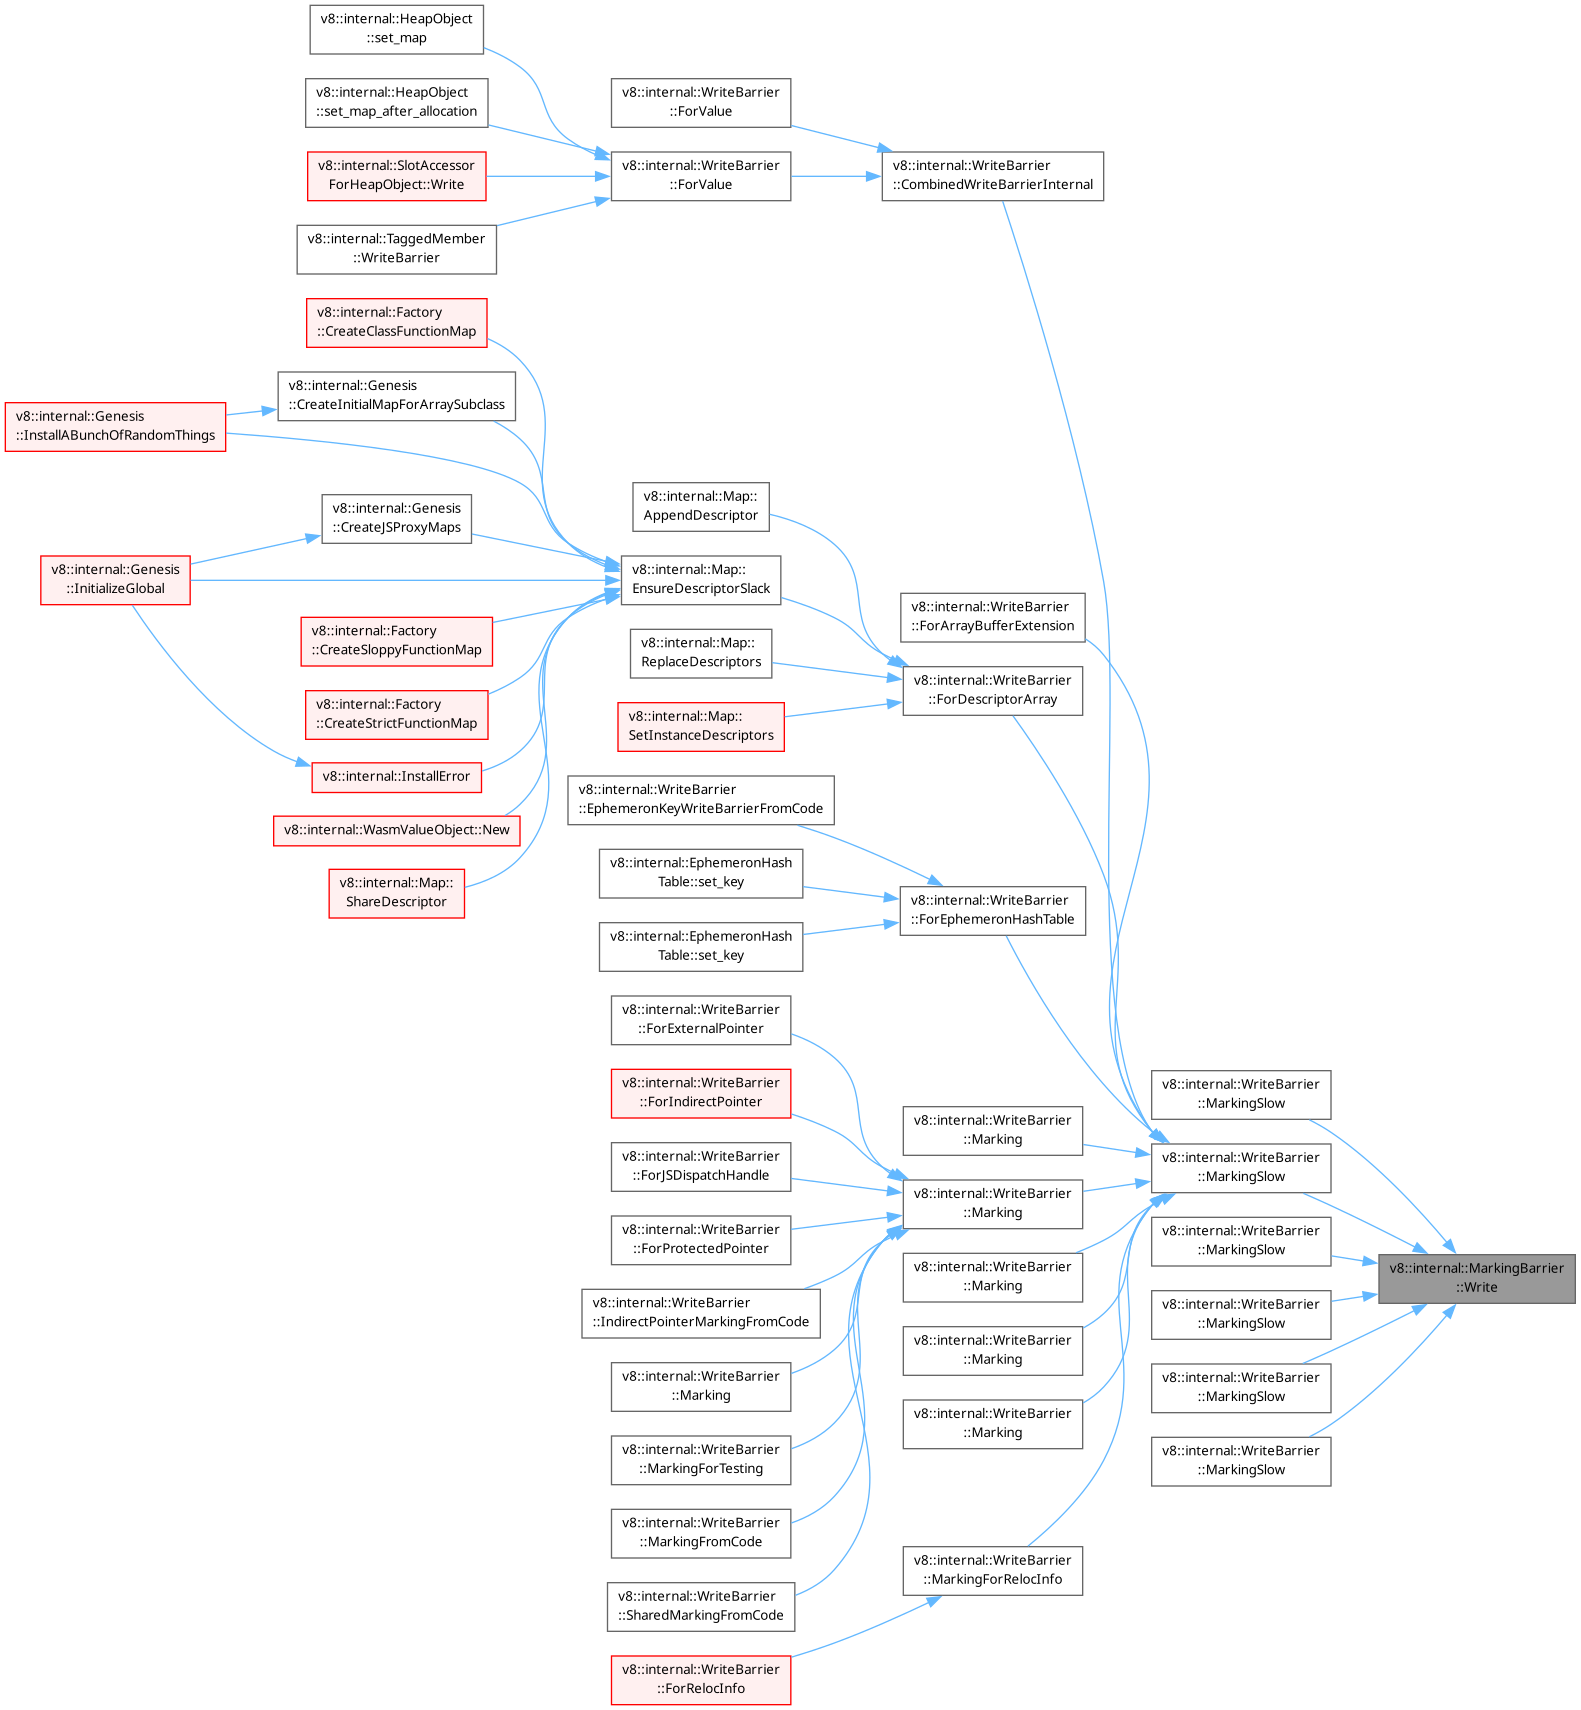 v8::internal::HeapObject
::set_map
v8::internal::HeapObject
::set_map_after_allocation
v8::internal::SlotAccessor
ForHeapObject::Write
v8::internal::TaggedMember
::WriteBarrier
v8::internal::WriteBarrier
::ForValue
v8::internal::WriteBarrier
::ForValue
v8::internal::WriteBarrier
::CombinedWriteBarrierInternal
v8::internal::Factory
::CreateClassFunctionMap
v8::internal::Genesis
::CreateInitialMapForArraySubclass
v8::internal::Genesis
::InstallABunchOfRandomThings
v8::internal::Genesis
::CreateJSProxyMaps
v8::internal::Genesis
::InitializeGlobal
v8::internal::Factory
::CreateSloppyFunctionMap
v8::internal::Factory
::CreateStrictFunctionMap
v8::internal::InstallError
v8::internal::WasmValueObject::New
v8::internal::Map::
ShareDescriptor
v8::internal::Map::
AppendDescriptor
v8::internal::Map::
EnsureDescriptorSlack
v8::internal::Map::
ReplaceDescriptors
v8::internal::Map::
SetInstanceDescriptors
v8::internal::WriteBarrier
::ForArrayBufferExtension
v8::internal::WriteBarrier
::ForDescriptorArray
v8::internal::WriteBarrier
::EphemeronKeyWriteBarrierFromCode
v8::internal::EphemeronHash
Table::set_key
v8::internal::EphemeronHash
Table::set_key
v8::internal::WriteBarrier
::ForEphemeronHashTable
v8::internal::WriteBarrier
::ForExternalPointer
v8::internal::WriteBarrier
::ForIndirectPointer
v8::internal::WriteBarrier
::ForJSDispatchHandle
v8::internal::WriteBarrier
::ForProtectedPointer
v8::internal::WriteBarrier
::IndirectPointerMarkingFromCode
v8::internal::WriteBarrier
::Marking
v8::internal::WriteBarrier
::MarkingForTesting
v8::internal::WriteBarrier
::MarkingFromCode
v8::internal::WriteBarrier
::SharedMarkingFromCode
v8::internal::WriteBarrier
::ForRelocInfo
v8::internal::WriteBarrier
::Marking
v8::internal::WriteBarrier
::Marking
v8::internal::WriteBarrier
::Marking
v8::internal::WriteBarrier
::Marking
v8::internal::WriteBarrier
::Marking
v8::internal::WriteBarrier
::MarkingForRelocInfo
v8::internal::WriteBarrier
::MarkingSlow
v8::internal::WriteBarrier
::MarkingSlow
v8::internal::WriteBarrier
::MarkingSlow
v8::internal::WriteBarrier
::MarkingSlow
v8::internal::WriteBarrier
::MarkingSlow
v8::internal::WriteBarrier
::MarkingSlow
v8::internal::MarkingBarrier
::Write